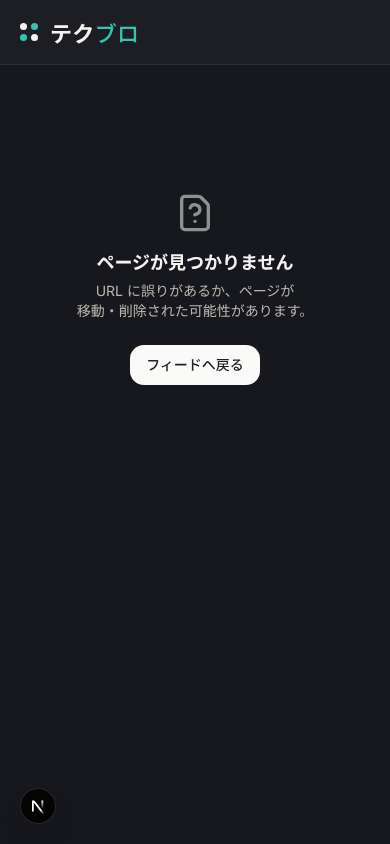 テクブロ
ページが見つかりません
URL に誤りがあるか、ページが
移動・削除された可能性があります。
フィードへ戻る
N